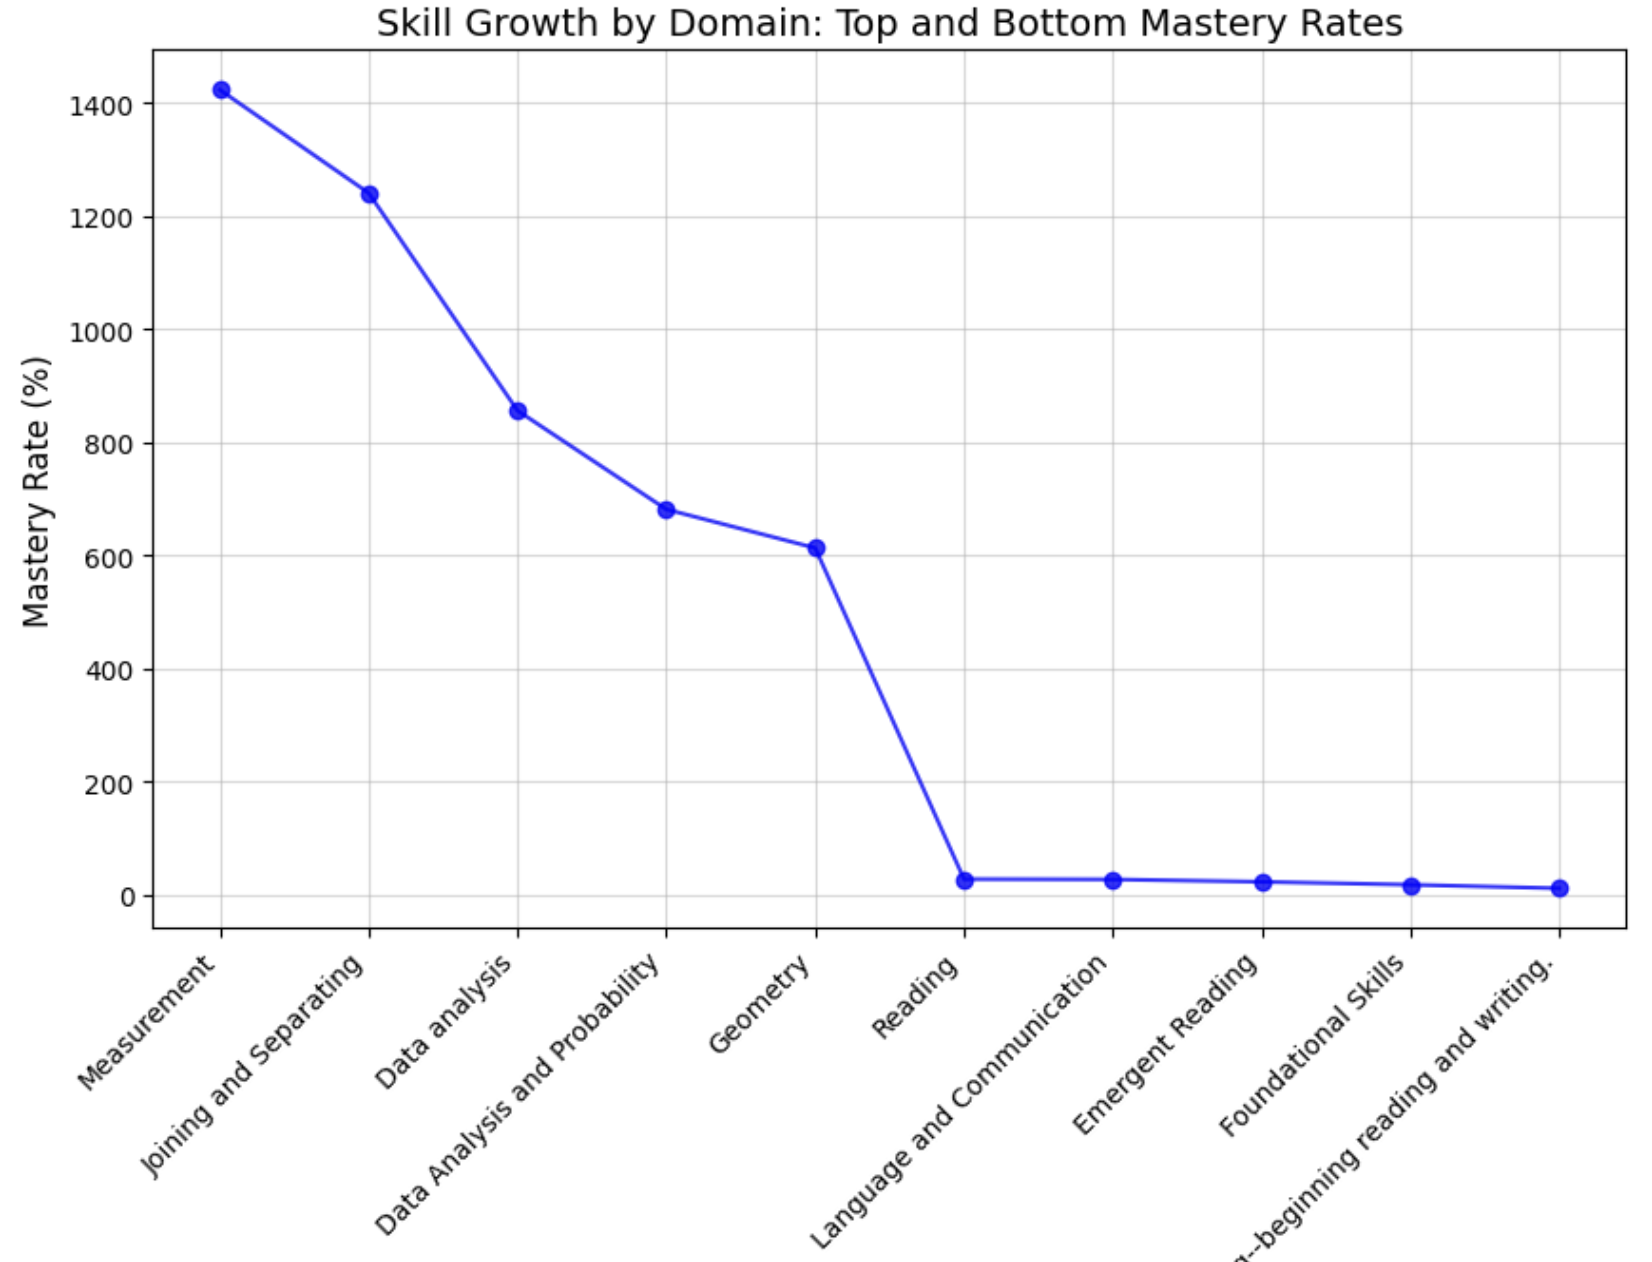 Skill Growth by Domain: Top and Bottom Mastery Rates
Mastery Rate (%)
1400
1200
1000
800
600
400
200
0
Measurement
Joining and Separating
Data analysis
Data Analysis and Probability
Geometry
Reading
Language and Communication
Emergent Reading
Foundational Skills
--beginning reading and writing.